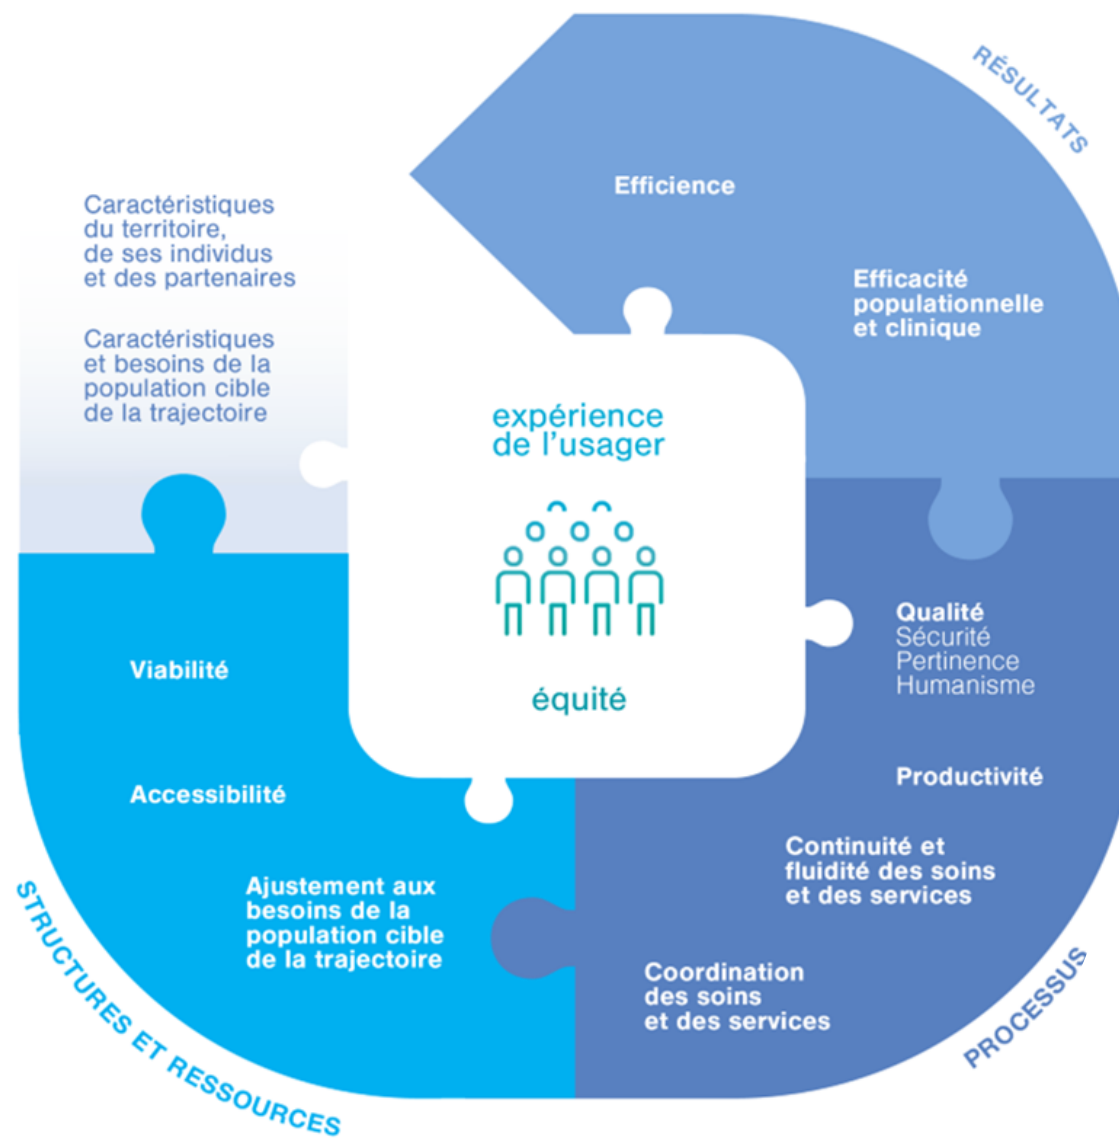 RÉSULTATS
Efficience
Efficacité
populationnelle
et clinique
Caractéristiques
du territoire,
de ses individus
et des partenaires
Caractéristiques
et besoins de la
population cible
de la trajectoire
expérience
de l'usager
équité
Qualité
Sécurité
Pertinence
Humanisme
Productivité
Continuité et
fluidité des soins
et des services
Coordination
des soins
et des services
PROCESSUS
Viabilité
Accessibilité
Ajustement aux
besoins de la
population cible
de la trajectoire
STRUCTURES ET RESSOURCES